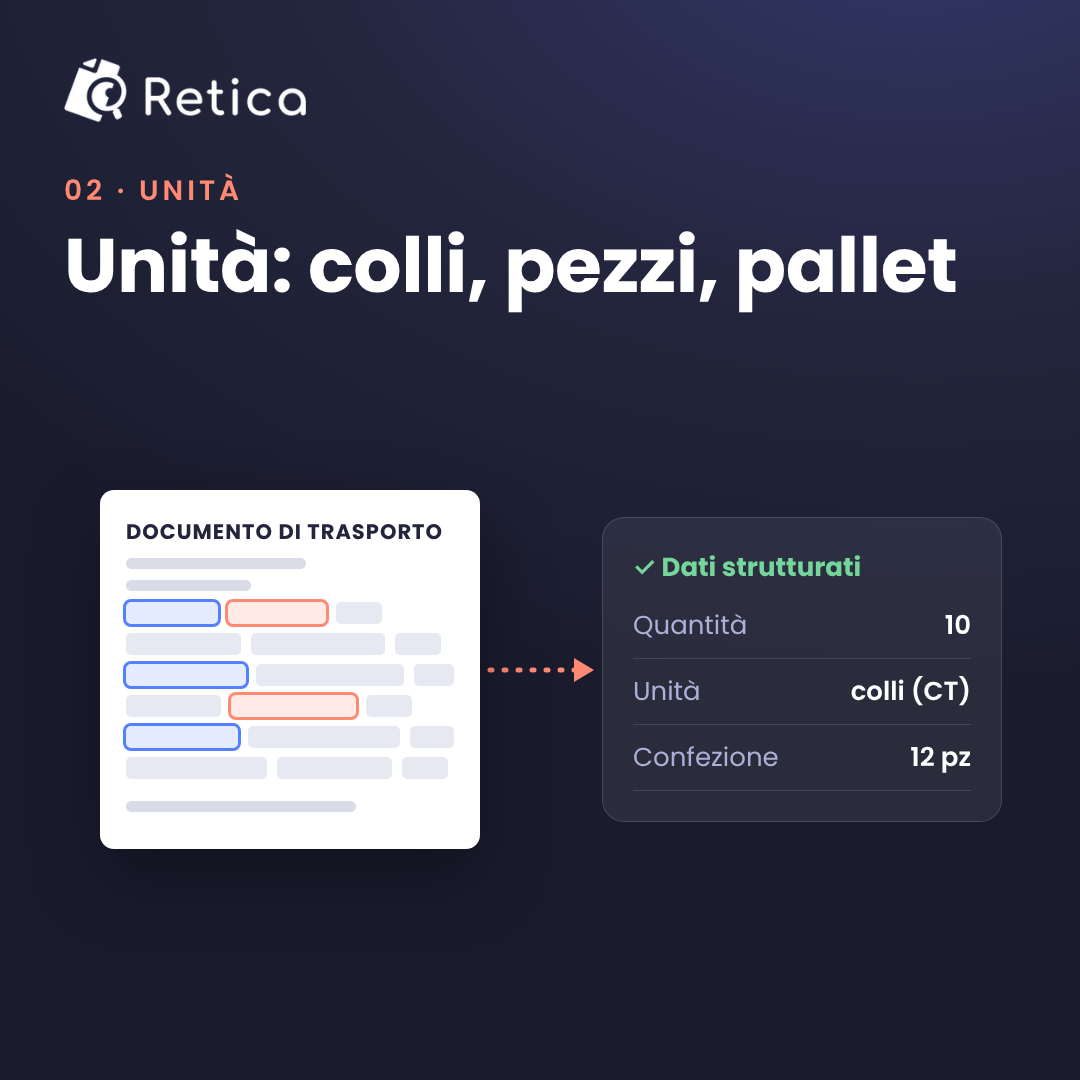 Retica
02 · UNITÀ
Unità: colli, pezzi, pallet
DOCUMENTO DI TRASPORTO
✓ Dati strutturati
Quantità 10
Unità colli (CT)
Confezione 12 pz